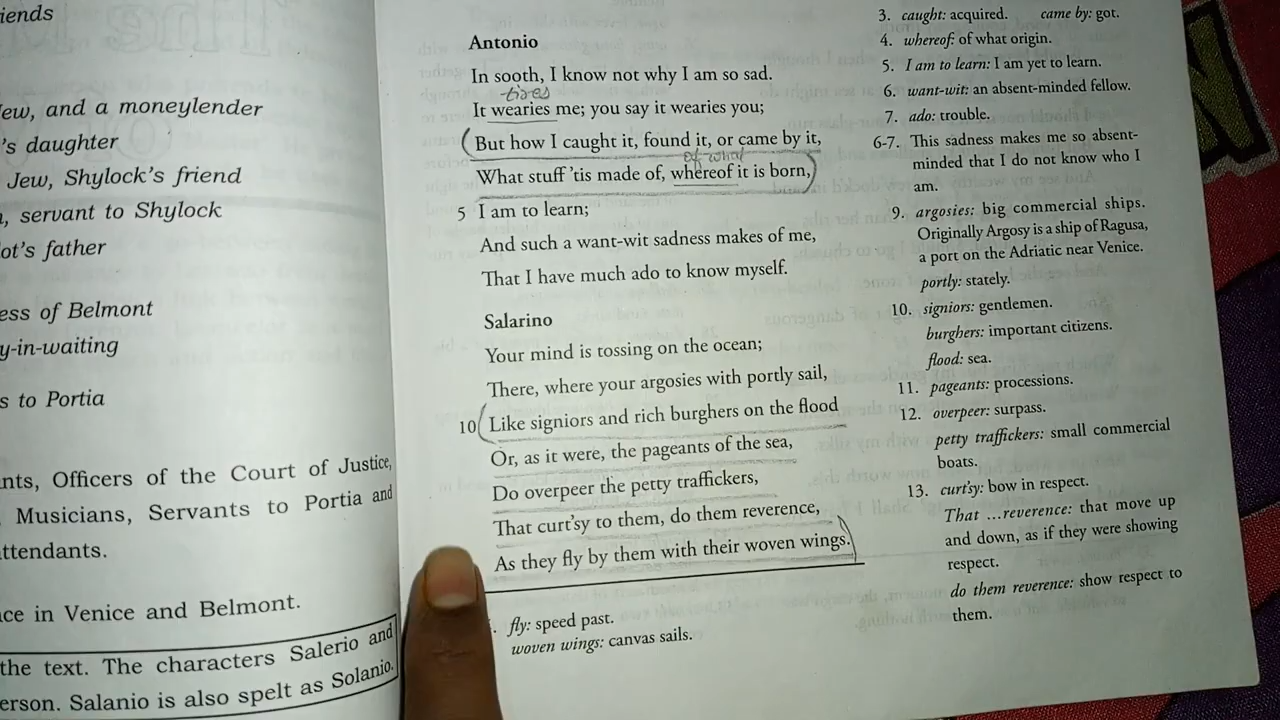 iends
ew, and a moneylender
's daughter
Jew, Shylock's friend
, servant to Shylock
ot's father
ess of Belmont
y-in-waiting
s to Portia
nts, Officers of the Court of Justice,
Musicians, Servants to Portia and
ttendants.
ce in Venice and Belmont.
the text. The characters Salerio and
erson. Salanio is also spelt as Solanio.
Antonio
In sooth, I know not why I am so sad.
tires
It wearies me; you say it wearies you;
(But how I caught it, found it, or came by it,
of what
What stuff 'tis made of, whereof it is born,)
5 I am to learn;
And such a want-wit sadness makes of me,
That I have much ado to know myself.
Salarino
Your mind is tossing on the ocean;
There, where your argosies with portly sail,
10 (Like signiors and rich burghers on the flood
Or, as it were, the pageants of the sea,
Do overpeer the petty traffickers,
That curt'sy to them, do them reverence,
As they fly by them with their woven wings.)
. fly: speed past.
woven wings: canvas sails.
3. caught: acquired. came by: got.
4. whereof: of what origin.
5. I am to learn: I am yet to learn.
6. want-wit: an absent-minded fellow.
7. ado: trouble.
6-7. This sadness makes me so absent-
minded that I do not know who I
am.
9. argosies: big commercial ships.
Originally Argosy is a ship of Ragusa,
a port on the Adriatic near Venice.
portly: stately.
10. signiors: gentlemen.
burghers: important citizens.
flood: sea.
11. pageants: processions.
12. overpeer: surpass.
petty traffickers: small commercial
boats.
13. curt'sy: bow in respect.
That ...reverence: that move up
and down, as if they were showing
respect.
do them reverence: show respect to
them.